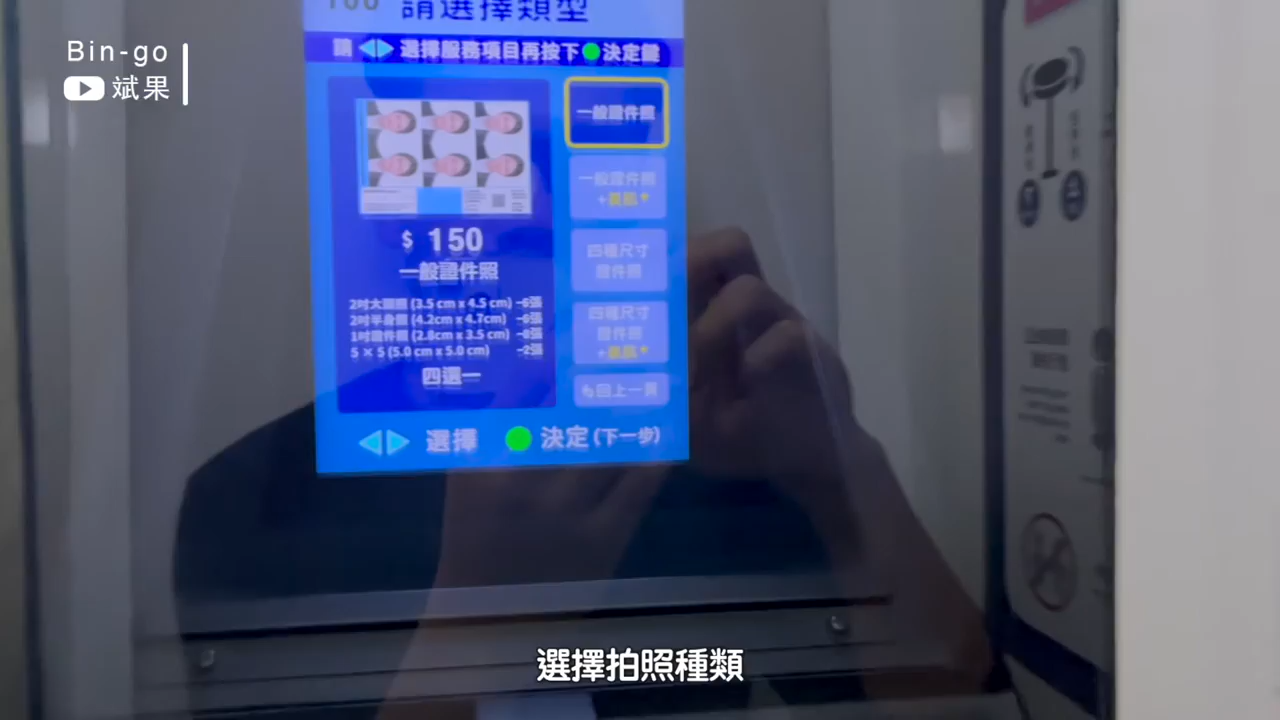 Bin-go
斌果
100
請選擇類型
請 選擇服務項目再按下 決定鍵
一般證件照
一般證件照
+美肌
四種尺寸
證件照
四種尺寸
證件照
+美肌
回上一頁
$ 150
一般證件照
2吋大頭照 (3.5 cm x 4.5 cm) -6張
2吋半身照 (4.2cm x 4.7cm) -6張
1吋證件照 (2.8cm x 3.5 cm) -8張
5 × 5 (5.0 cm x 5.0 cm) -2張
四選一
選擇 決定(下一步)
選擇拍照種類